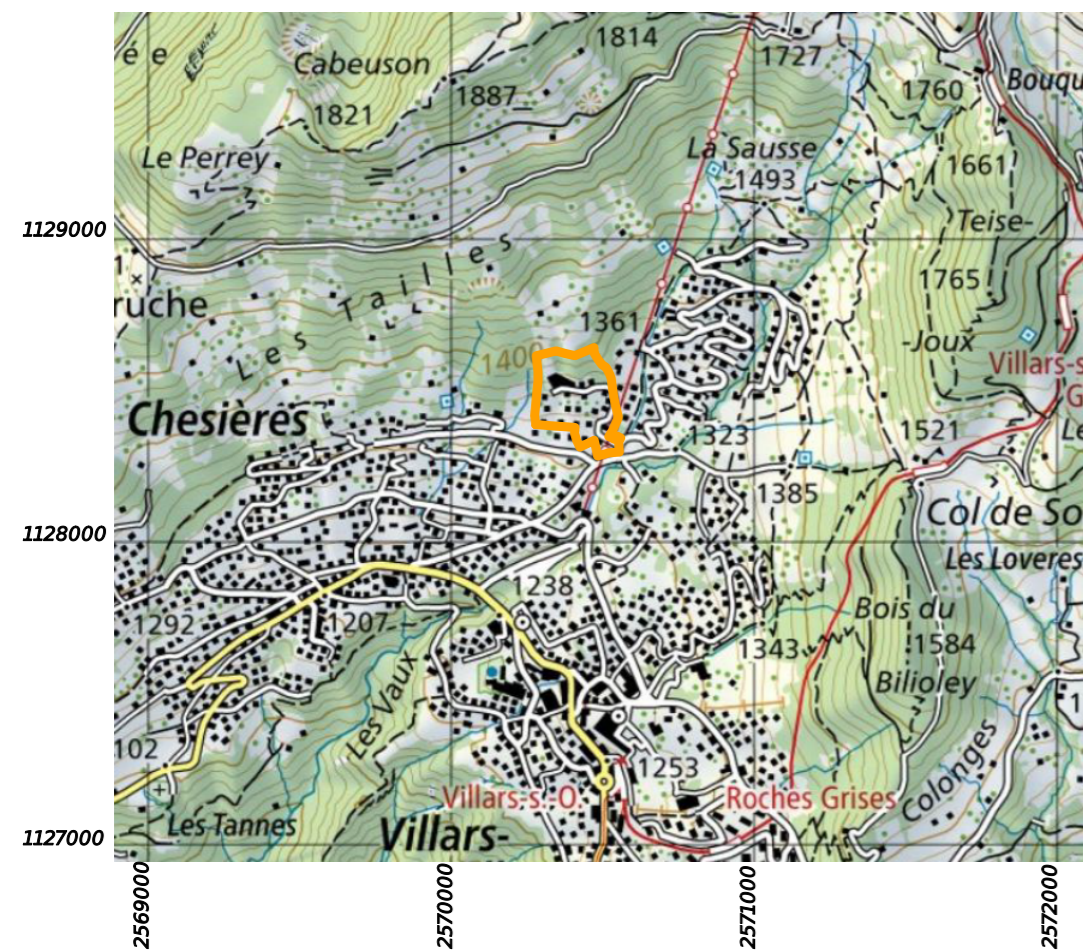 1814
é e
1727
Cabeuson
1760
Bouqu
1887
1821
La Sausse
Le Perrey
1661
1493
1129000
Teise-
1
Les Tailles
1765
ruche
1361
-Joux
1400
Villars-s
G
Chesières
1323
1521
Le
1385
Col de So
1128000
Les Loveres
1238
Bois du
1292
1207
1343
1584
Bilioley
Les Vaux
1
102
Colonges
1253
Villars-s.-O.
Roches Grises
Les Tannes
Villars-
1127000
2569000
2570000
2571000
2572000